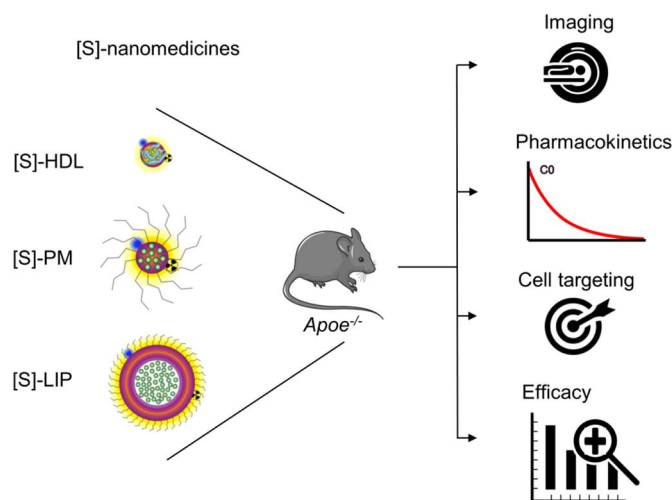 [S]-nanomedicines
[S]-HDL
[S]-PM
[S]-LIP
Apoe-/-
Imaging
Pharmacokinetics
C0
Cell targeting
Efficacy